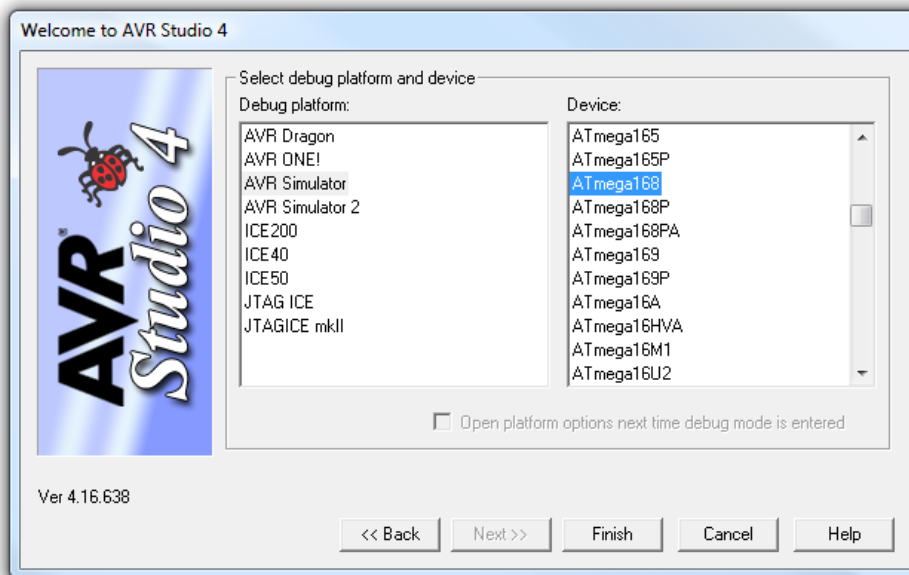 Welcome to AVR Studio 4
AVR® Studio 4
Select debug platform and device
Debug platform:
AVR Dragon
AVR ONE!
AVR Simulator
AVR Simulator 2
ICE200
ICE40
ICE50
JTAG ICE
JTAGICE mkII
Device:
ATmega165
ATmega165P
ATmega168
ATmega168P
ATmega168PA
ATmega169
ATmega169P
ATmega16A
ATmega16HVA
ATmega16M1
ATmega16U2
Open platform options next time debug mode is entered
Ver 4.16.638
<< Back
Next >>
Finish
Cancel
Help